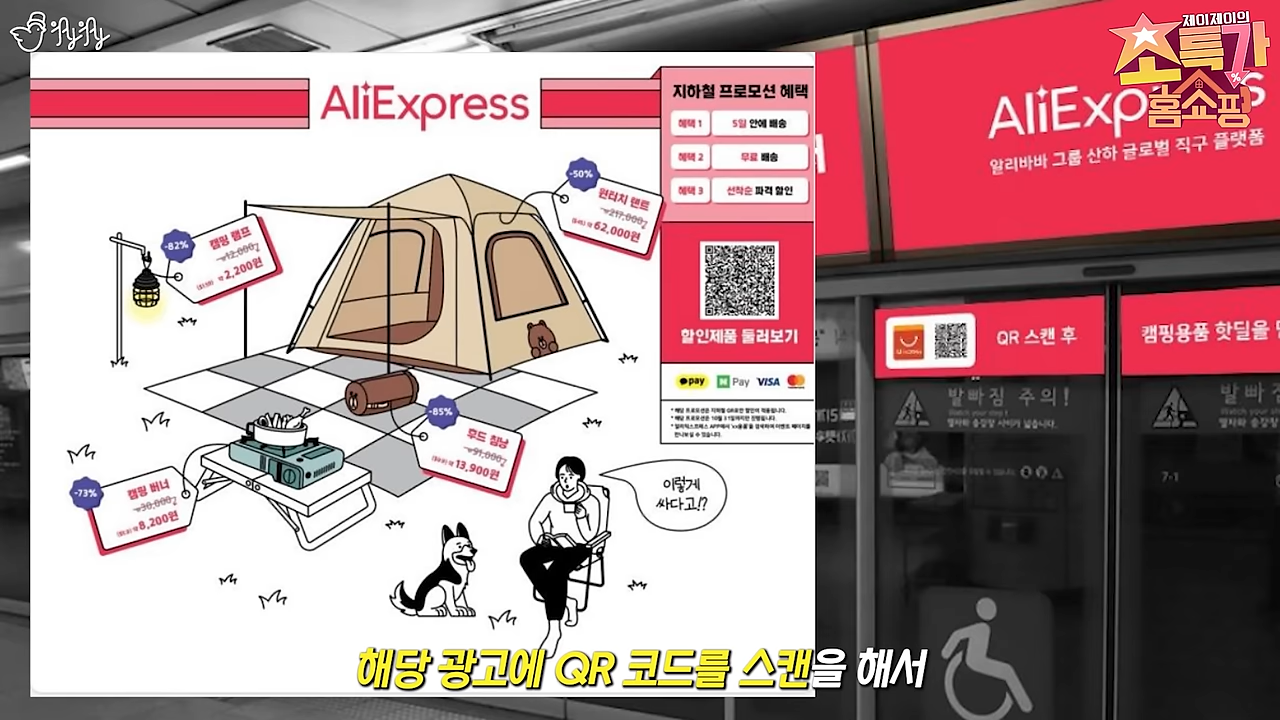 제이제이의
소특가
홈쇼핑
AliExpress
지하철 프로모션 혜택
혜택 1 5일 안에 배송
혜택 2 무료 배송
혜택 3 선착순 파격 할인
할인제품 둘러보기
pay Pay VISA
-50%
원터치 텐트
62,000원
-82%
캠핑 램프
2,200원
-85%
후드 침낭
13,900원
-73%
캠핑 버너
8,200원
이렇게
싸다고!?
알리바바 그룹 산하 글로벌 직구 플랫폼
QR 스캔 후
캠핑용품 핫딜을
발빠짐 주의!
7-1
해당 광고에 QR 코드를 스캔을 해서